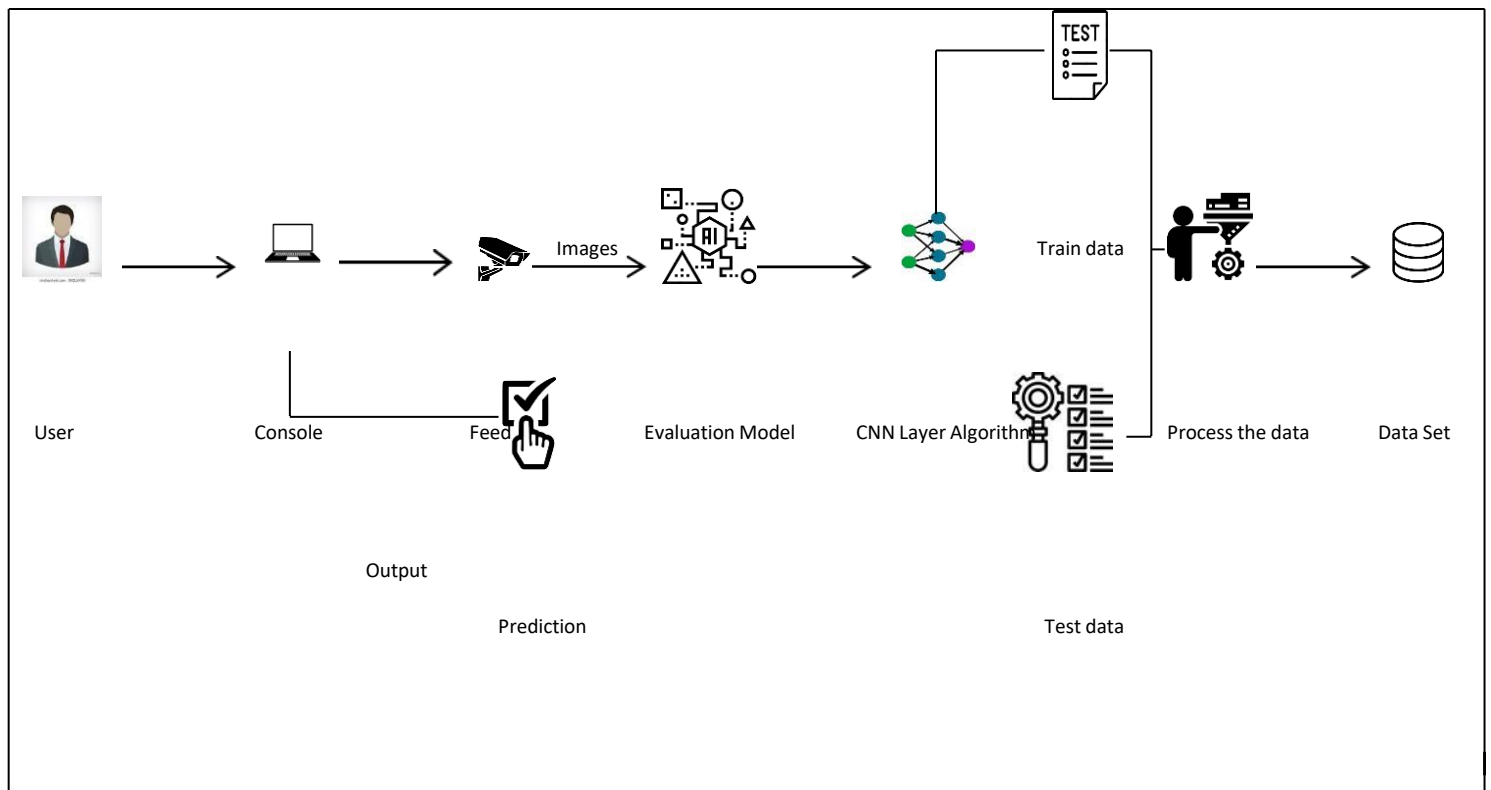 TEST
Images
AI
Train data
User
Console
Feed
Evaluation Model
CNN Layer Algorithm
Process the data
Data Set
Output
Prediction
Test data